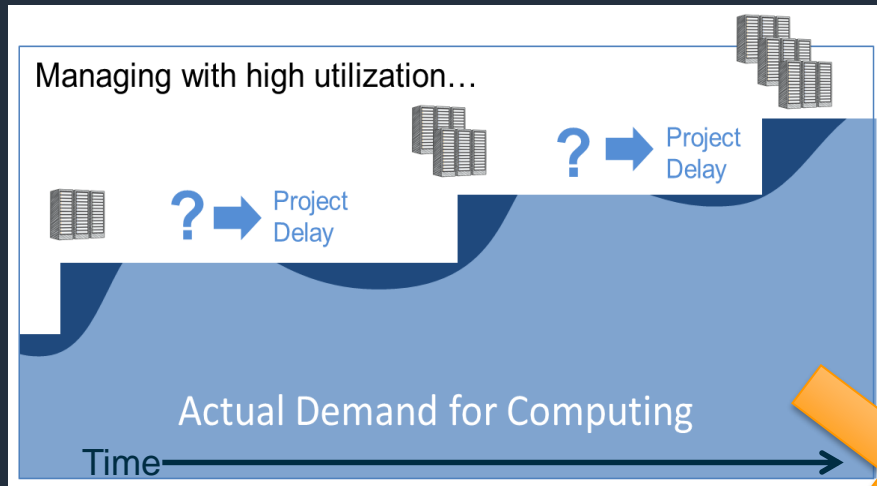 Managing with high utilization…
?
Project
Delay
?
Project
Delay
Actual Demand for Computing
Time